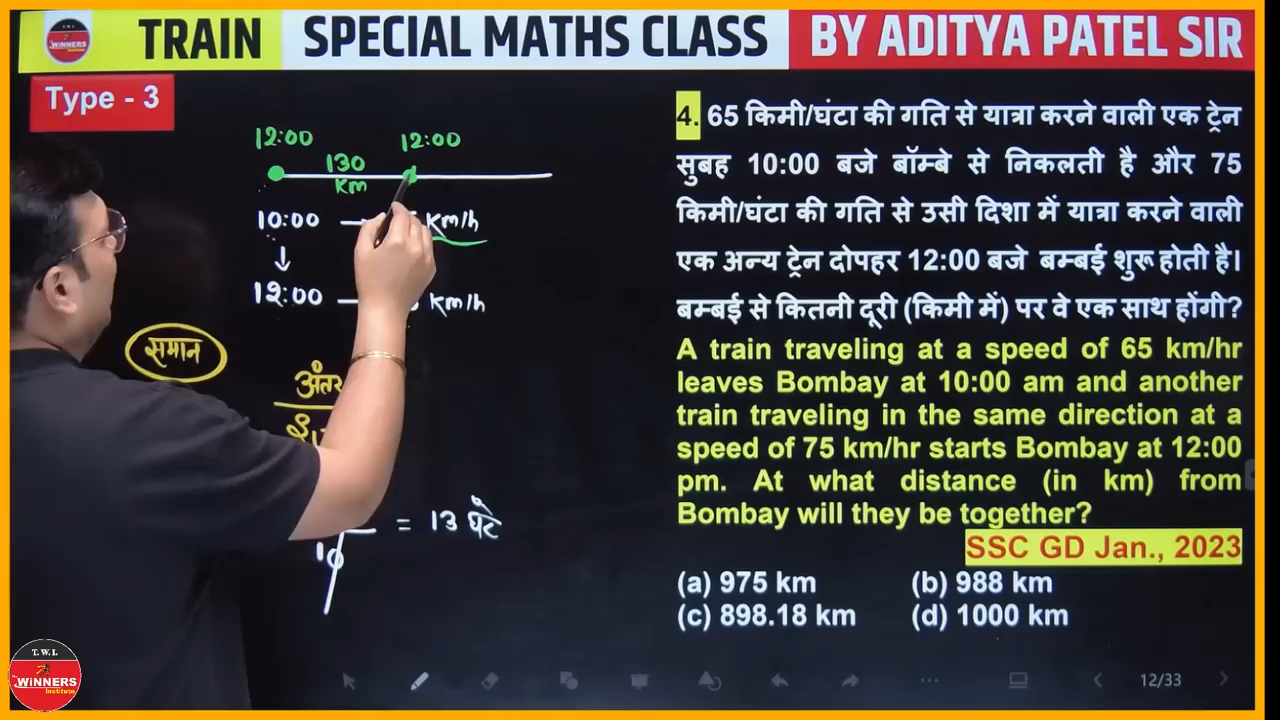 TRAIN SPECIAL MATHS CLASS BY ADITYA PATEL SIR
WiNNERS
Institute
Type - 3
12:00 12:00
130
Km
10:00 — Km/h
↓
12:00 — Km/h
समान
अंतर
10 = 13 घंटे
4. 65 किमी/घंटा की गति से यात्रा करने वाली एक ट्रेन
सुबह 10:00 बजे बॉम्बे से निकलती है और 75
किमी/घंटा की गति से उसी दिशा में यात्रा करने वाली
एक अन्य ट्रेन दोपहर 12:00 बजे बम्बई शुरू होती है।
बम्बई से कितनी दूरी (किमी में) पर वे एक साथ होंगी?
A train traveling at a speed of 65 km/hr
leaves Bombay at 10:00 am and another
train traveling in the same direction at a
speed of 75 km/hr starts Bombay at 12:00
pm. At what distance (in km) from
Bombay will they be together?
SSC GD Jan., 2023
(a) 975 km (b) 988 km
(c) 898.18 km (d) 1000 km
T.W.I.
WiNNERS
Institute
12/33